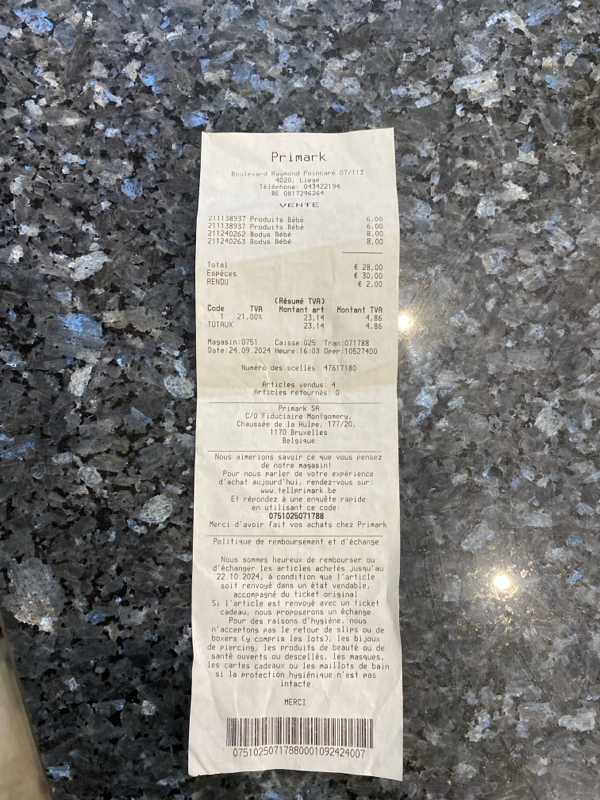 Primark
Boulevard Raymond Poincaré 07/113
4020, Liege
Téléphone: 043422194
BE 0817296264
VENTE
211138937 Produits Bébé 6,00
211138937 Produits Bébé 6,00
211240262 Bodys Bébé 8,00
211240263 Bodys Bébé 8,00
Total € 28,00
Espèces € 30,00
RENDU € 2,00
(Résumé TVA)
Code TVA Montant art Montant TVA
1 21,00% 23,14 4,86
TOTAUX 23,14 4,86
Magasin:0751 Caisse:025 Tran:071788
Date:24.09.2024 Heure:16:03 Oper:10527400
Numéro des scellés: 47617180
Articles vendus: 4
Articles retournés: 0
Primark SA
C/O Fiduciaire Montgomery,
Chaussée de la Hulpe, 177/20,
1170 Bruxelles
Belgique
Nous aimerions savoir ce que vous pensez
de notre magasin!
Pour nous parler de votre expérience
d'achat aujourd'hui, rendez-vous sur:
www.tellprimark.be
Et répondez à une enquête rapide
en utilisant ce code:
0751025071788
Merci d'avoir fait vos achats chez Primark
Politique de remboursement et d'échange
Nous sommes heureux de rembourser ou
d'échanger les articles achetés jusqu'au
22.10.2024, à condition que l'article
soit renvoyé dans un état vendable,
accompagné du ticket original.
Si l'article est renvoyé avec un ticket
cadeau, nous proposerons un échange.
Pour des raisons d'hygiène, nous
n'acceptons pas le retour de slips ou de
boxers (y compris les lots), les bijoux
de piercing, les produits de beauté ou de
santé ouverts ou descellés, les masques,
les cartes cadeaux ou les maillots de bain
si la protection hygiénique n'est pas
intacte.
MERCI
07510250717880001092424007